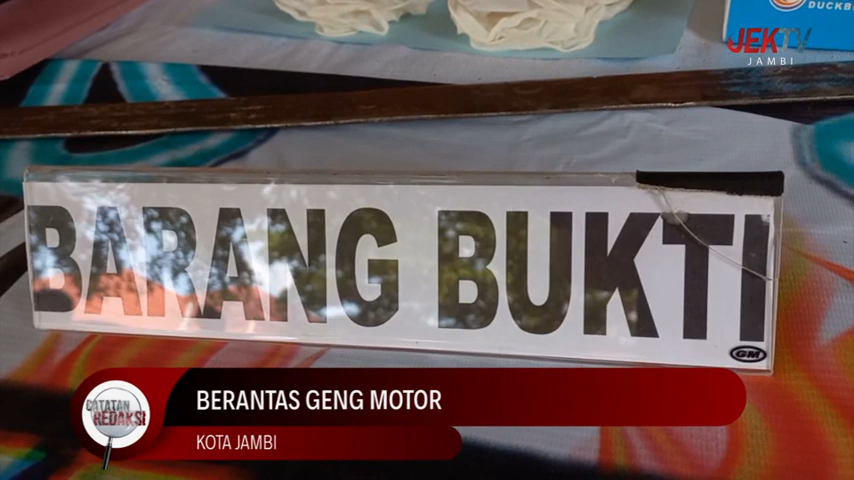 DUCKB
JEKTV
JAMBI
BARANG BUKTI
GM
CATATAN
REDAKSI
BERANTAS GENG MOTOR
KOTA JAMBI